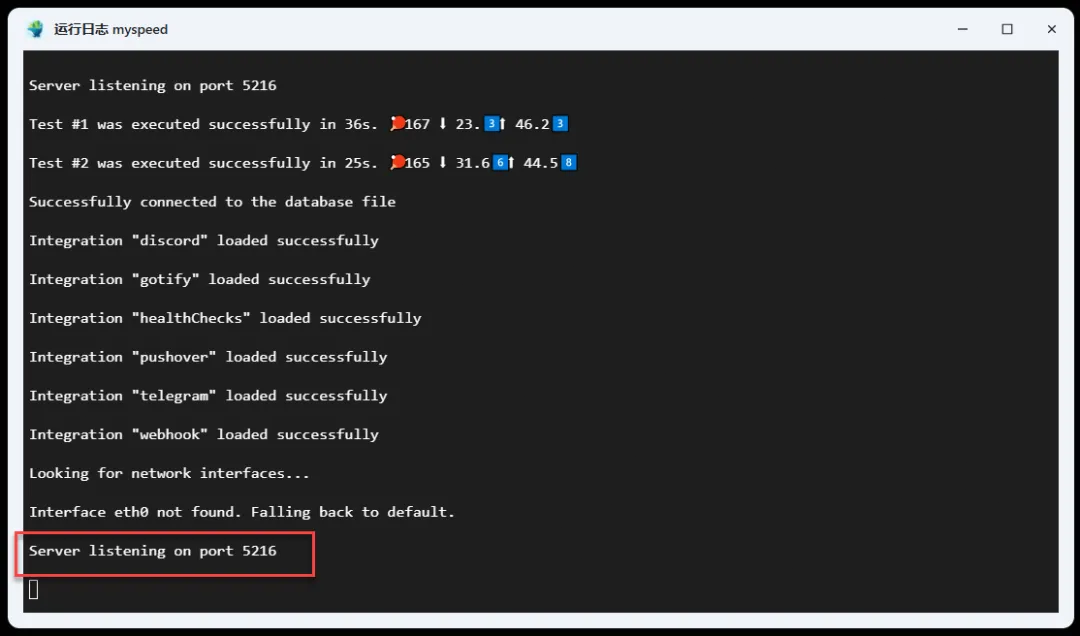 运行日志 myspeed
Server listening on port 5216
Test #1 was executed successfully in 36s. 🏓167 ⬇ 23.3️⃣⬆ 46.23️⃣
Test #2 was executed successfully in 25s. 🏓165 ⬇ 31.66️⃣⬆ 44.58️⃣
Successfully connected to the database file
Integration "discord" loaded successfully
Integration "gotify" loaded successfully
Integration "healthChecks" loaded successfully
Integration "pushover" loaded successfully
Integration "telegram" loaded successfully
Integration "webhook" loaded successfully
Looking for network interfaces...
Interface eth0 not found. Falling back to default.
Server listening on port 5216